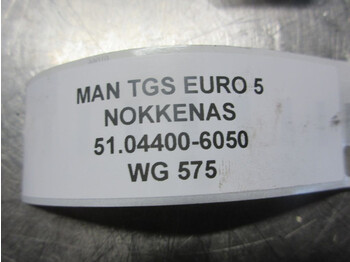 MAN TGS EURO 5
NOKKENAS
51.04400-6050
WG 575